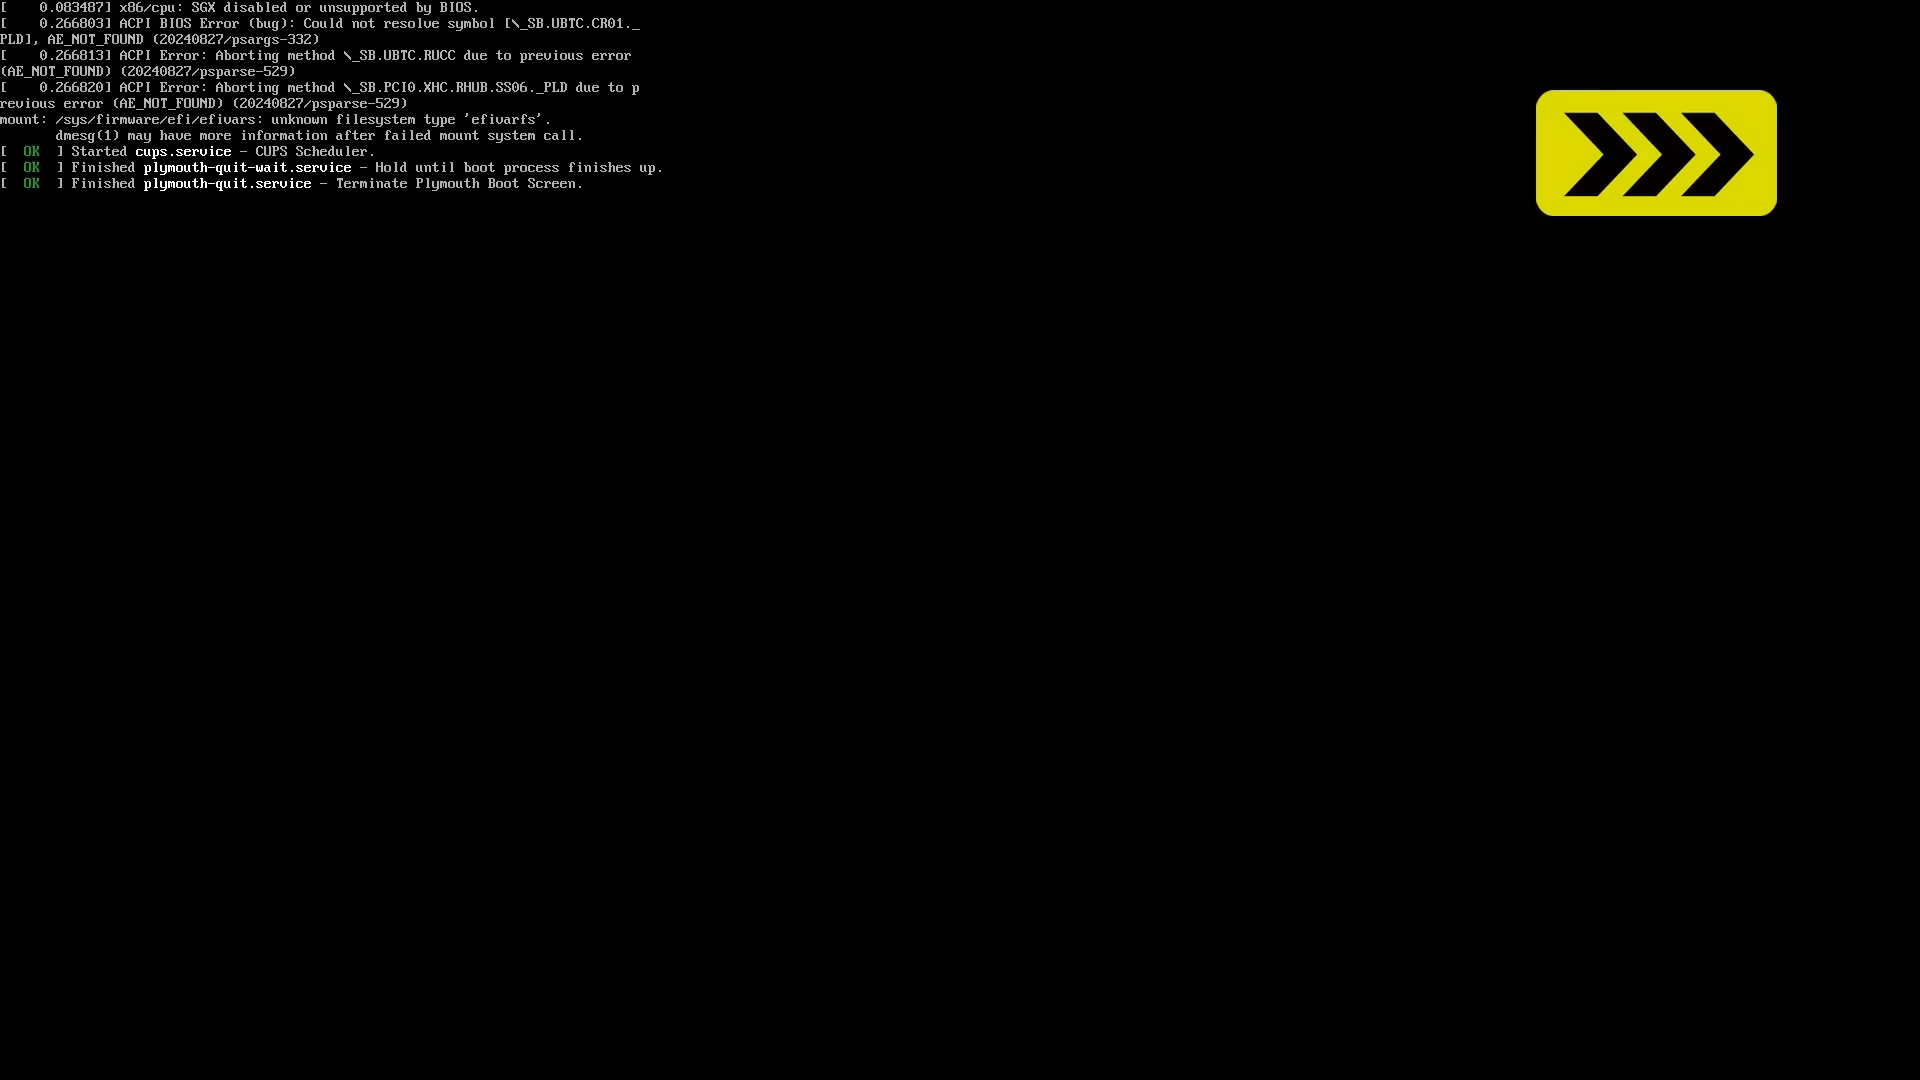 [    0.083487] x86/cpu: SGX disabled or unsupported by BIOS.
[    0.266803] ACPI BIOS Error (bug): Could not resolve symbol [\_SB.UBTC.CR01._
PLD], AE_NOT_FOUND (20240827/psargs-332)
[    0.266813] ACPI Error: Aborting method \_SB.UBTC.RUCC due to previous error
(AE_NOT_FOUND) (20240827/psparse-529)
[    0.266820] ACPI Error: Aborting method \_SB.PCI0.XHC.RHUB.SS06._PLD due to p
revious error (AE_NOT_FOUND) (20240827/psparse-529)
mount: /sys/firmware/efi/efivars: unknown filesystem type 'efivarfs'.
       dmesg(1) may have more information after failed mount system call.
[  OK  ] Started cups.service - CUPS Scheduler.
[  OK  ] Finished plymouth-quit-wait.service - Hold until boot process finishes up.
[  OK  ] Finished plymouth-quit.service - Terminate Plymouth Boot Screen.